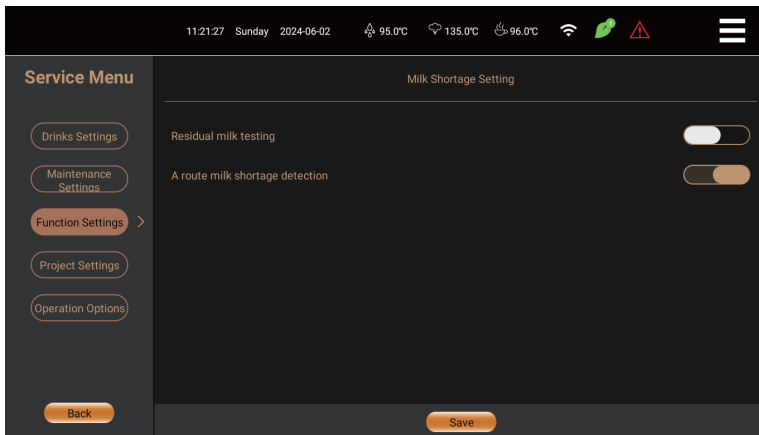 11:21:27 Sunday 2024-06-02 95.0℃ 135.0℃ 96.0℃ 1
Service Menu
Milk Shortage Setting
Drinks Settings
Residual milk testing
Maintenance
Settings
A route milk shortage detection
Function Settings
Project Settings
Operation Options
Back
Save